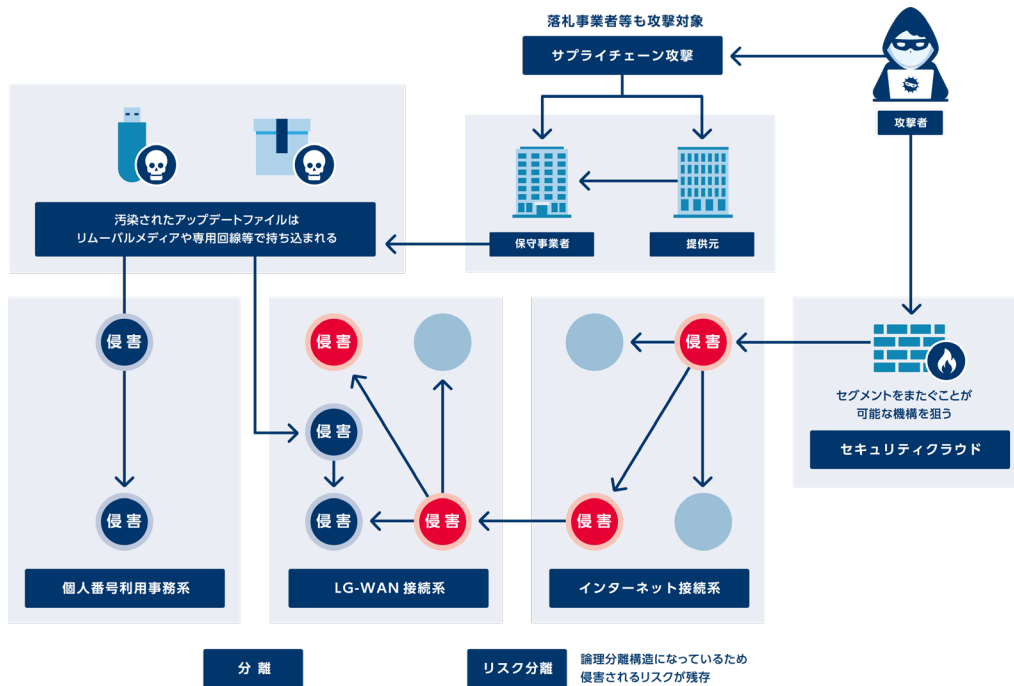 落札事業者等も攻撃対象
サプライチェーン攻撃
攻撃者
汚染されたアップデートファイルは
リムーバルメディアや専用回線等で持ち込まれる
保守事業者
提供元
侵害
侵害
侵害
侵害
侵害
侵害
侵害
侵害
セグメントをまたぐことが
可能な機構を狙う
セキュリティクラウド
個人番号利用事務系
LG-WAN 接続系
インターネット接続系
分離
リスク分離
論理分離構造になっているため
侵害されるリスクが残存